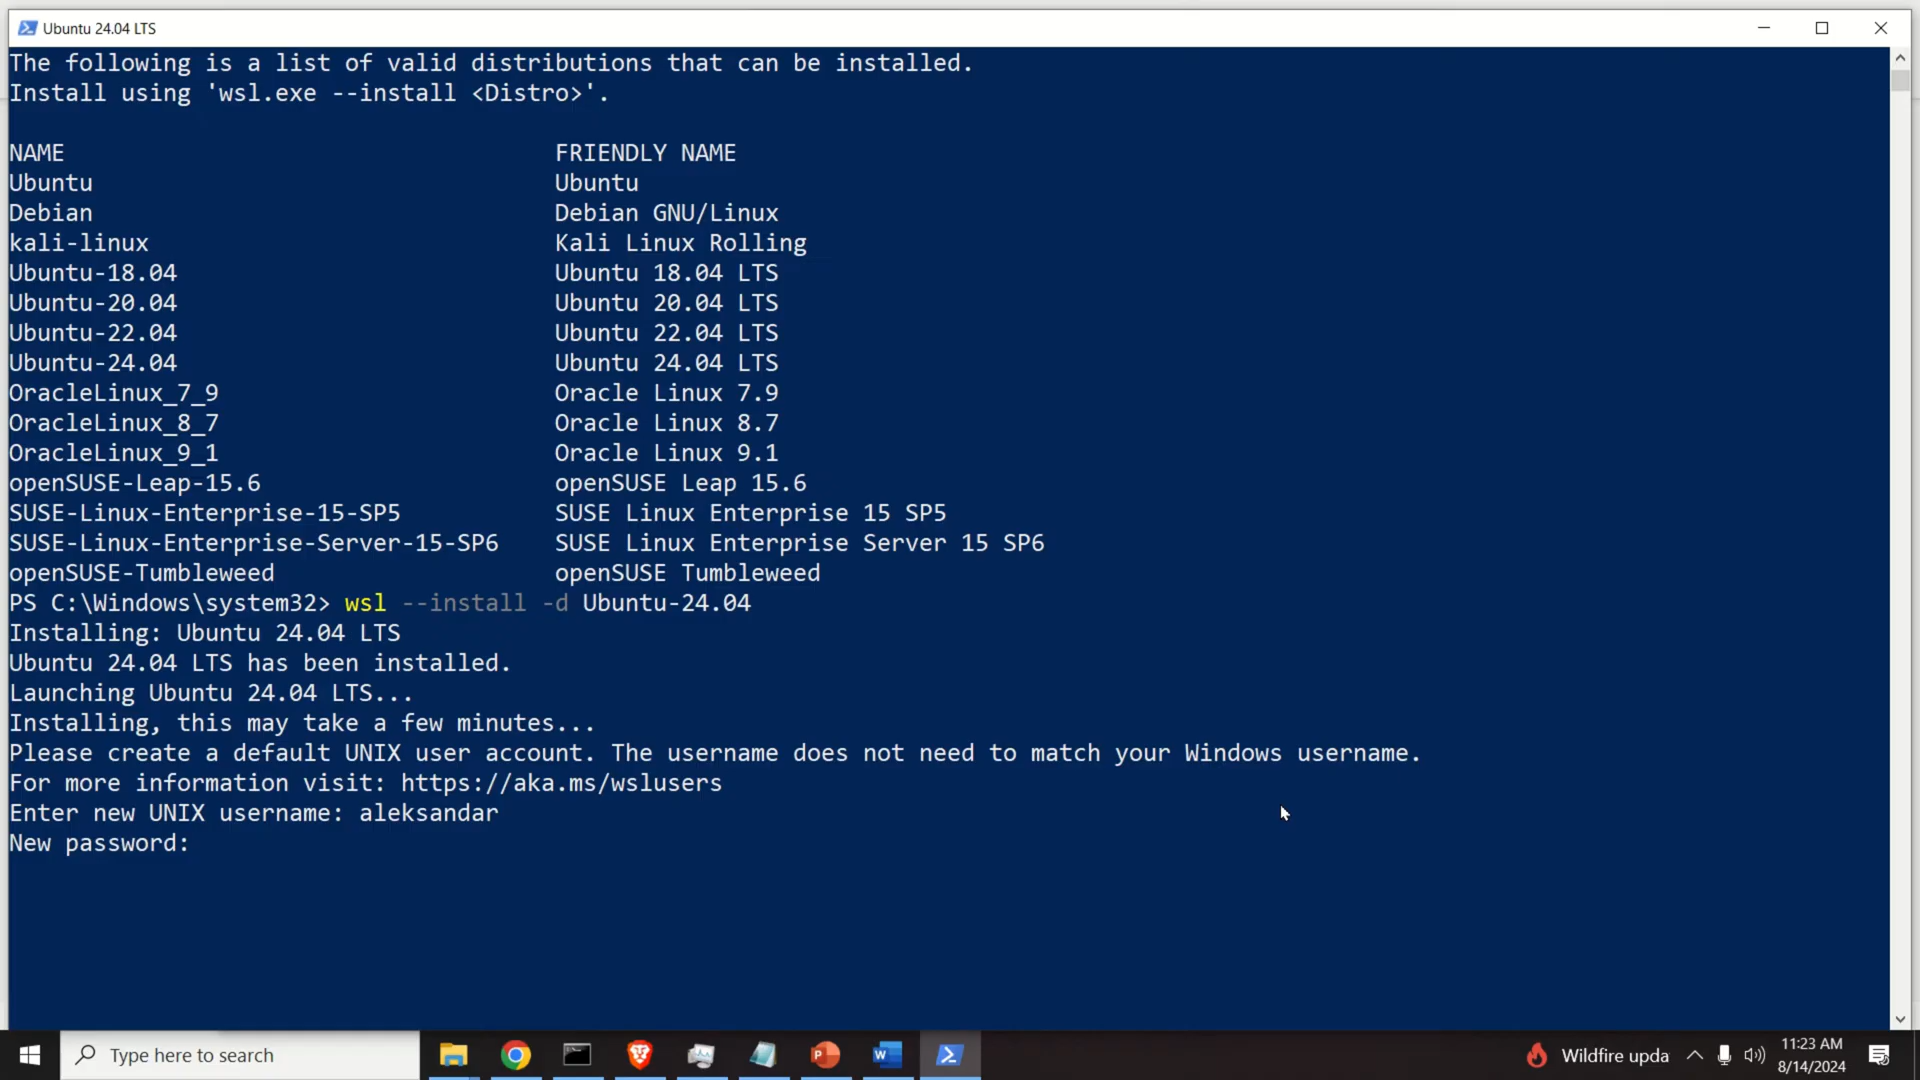 Ubuntu 24.04 LTS
The following is a list of valid distributions that can be installed.
Install using 'wsl.exe --install <Distro>'.
NAME FRIENDLY NAME
Ubuntu Ubuntu
Debian Debian GNU/Linux
kali-linux Kali Linux Rolling
Ubuntu-18.04 Ubuntu 18.04 LTS
Ubuntu-20.04 Ubuntu 20.04 LTS
Ubuntu-22.04 Ubuntu 22.04 LTS
Ubuntu-24.04 Ubuntu 24.04 LTS
OracleLinux_7_9 Oracle Linux 7.9
OracleLinux_8_7 Oracle Linux 8.7
OracleLinux_9_1 Oracle Linux 9.1
openSUSE-Leap-15.6 openSUSE Leap 15.6
SUSE-Linux-Enterprise-15-SP5 SUSE Linux Enterprise 15 SP5
SUSE-Linux-Enterprise-Server-15-SP6 SUSE Linux Enterprise Server 15 SP6
openSUSE-Tumbleweed openSUSE Tumbleweed
PS C:\Windows\system32> wsl --install -d Ubuntu-24.04
Installing: Ubuntu 24.04 LTS
Ubuntu 24.04 LTS has been installed.
Launching Ubuntu 24.04 LTS...
Installing, this may take a few minutes...
Please create a default UNIX user account. The username does not need to match your Windows username.
For more information visit: https://aka.ms/wslusers
Enter new UNIX username: aleksandar
New password:
Type here to search
Wildfire upda
11:23 AM
8/14/2024